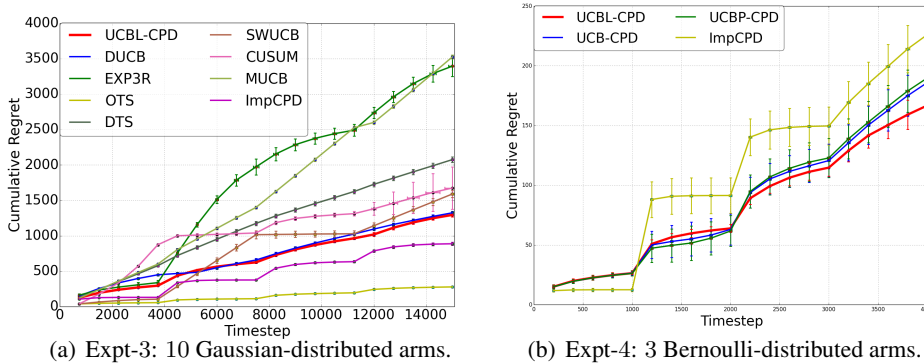 4000
3500
3000
2500
2000
1500
1000
500
0
Cumulative Regret
UCBL-CPD
DUCB
EXP3R
OTS
DTS
SWUCB
CUSUM
MUCB
ImpCPD
0 2000 4000 6000 8000 10000 12000 14000
Timestep
(a) Expt-3: 10 Gaussian-distributed arms.
250
200
150
100
50
0
Cumulative Regret
UCBL-CPD
UCB-CPD
UCBP-CPD
ImpCPD
0 500 1000 1500 2000 2500 3000 3500
Timestep
(b) Expt-4: 3 Bernoulli-distributed arms.